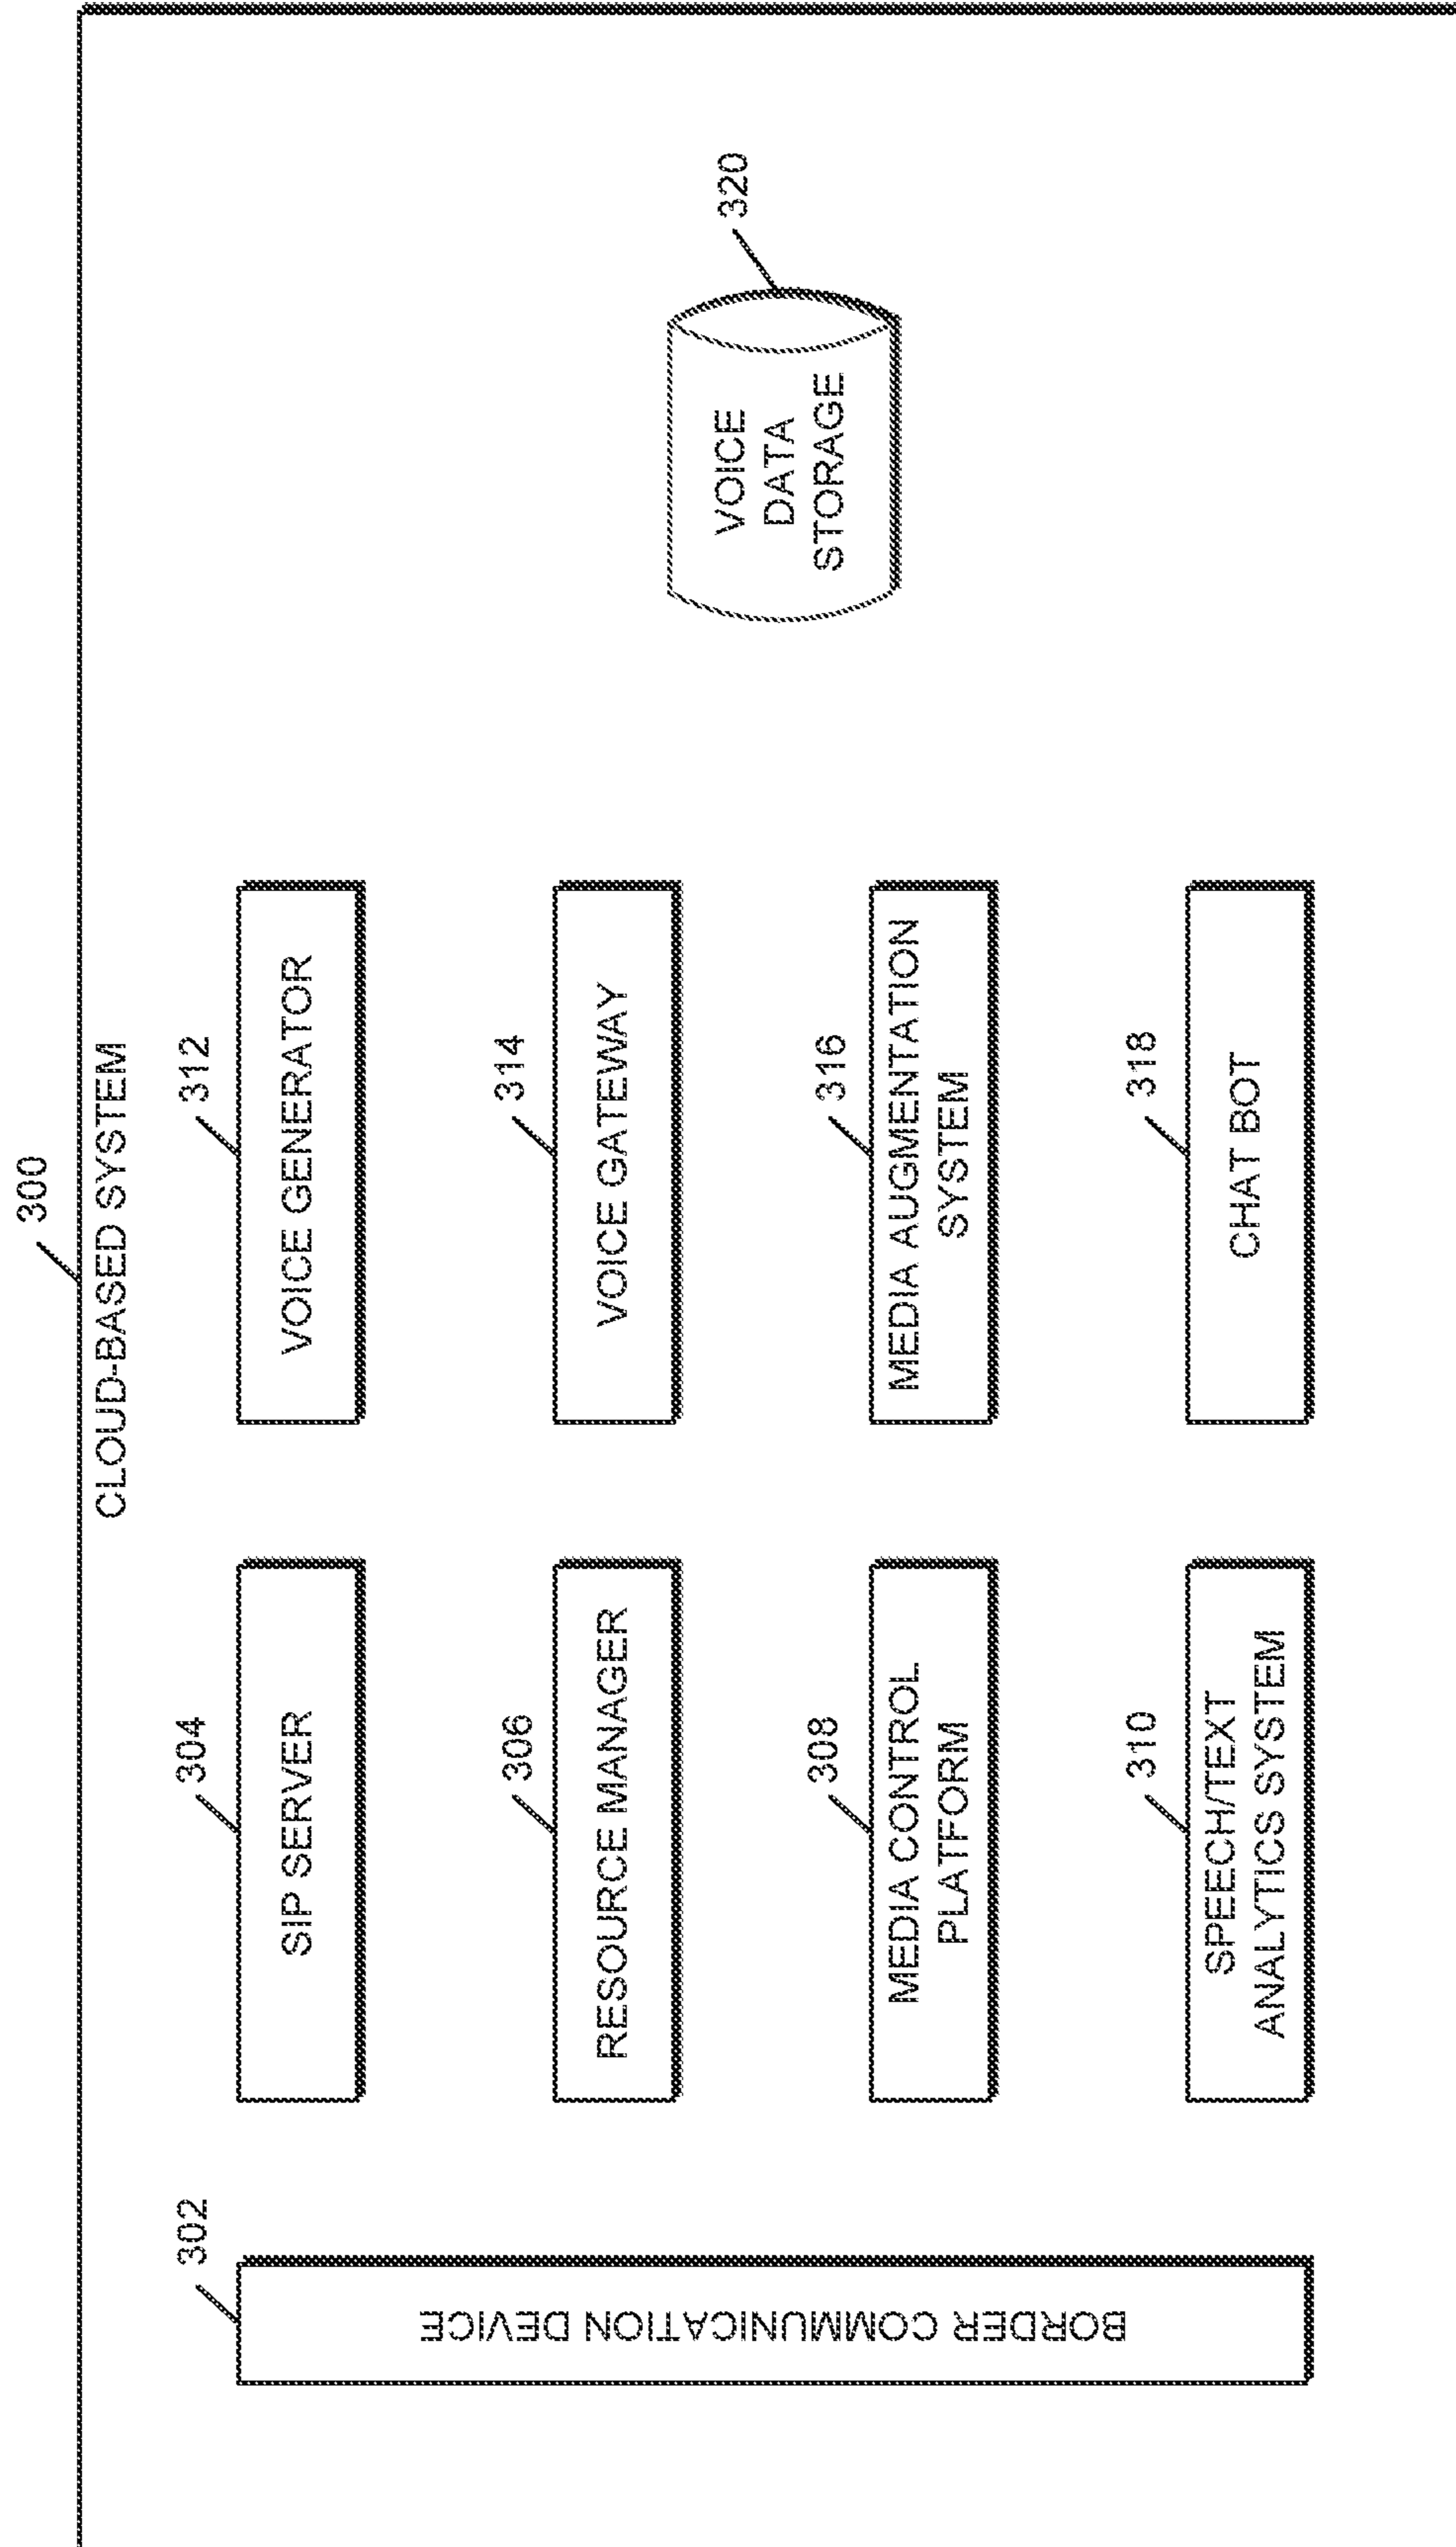 300
CLOUD-BASED SYSTEM
302
BORDER COMMUNICATION DEVICE
304
SIP SERVER
306
RESOURCE MANAGER
308
MEDIA CONTROL
PLATFORM
310
SPEECH/TEXT
ANALYTICS SYSTEM
312
VOICE GENERATOR
314
VOICE GATEWAY
316
MEDIA AUGMENTATION
SYSTEM
318
CHAT BOT
320
VOICE
DATA
STORAGE